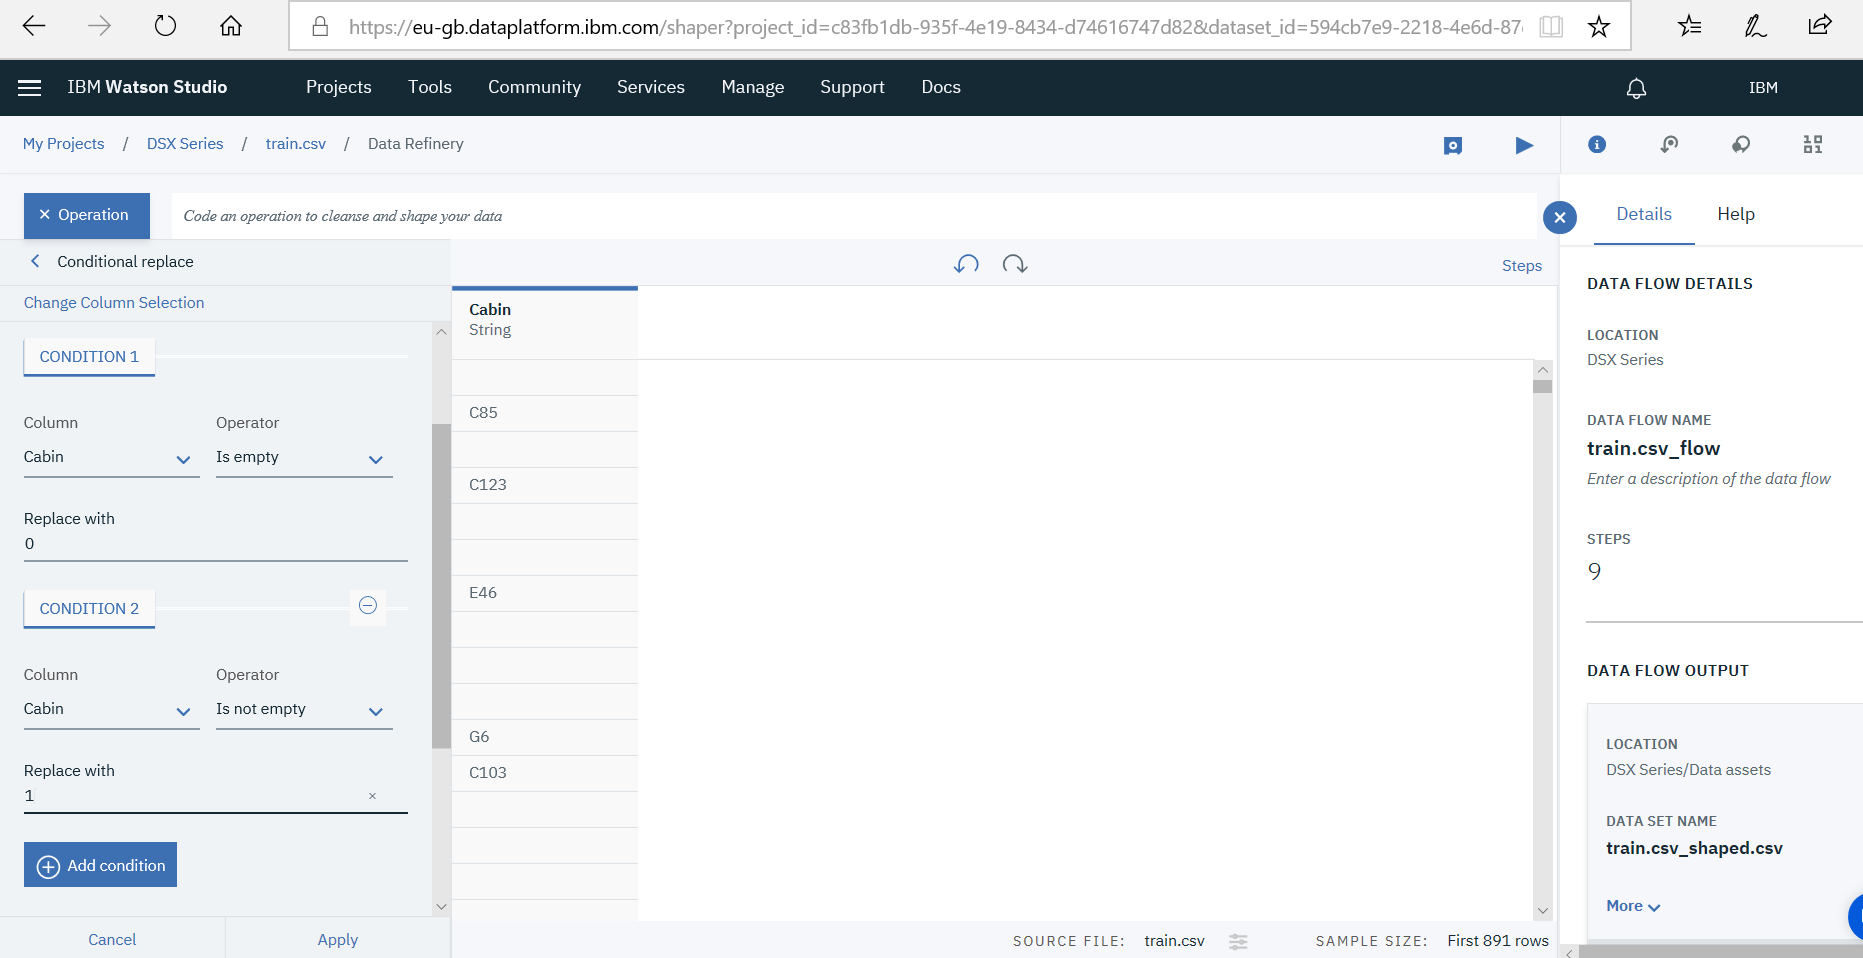 https://eu-gb.dataplatform.ibm.com/shaper?project_id=c83fb1db-935f-4e19-8434-d74616747d82&dataset_id=594cb7e9-2218-4e6d-87
IBM Watson Studio Projects Tools Community Services Manage Support Docs IBM
My Projects / DSX Series / train.csv / Data Refinery
× Operation Code an operation to cleanse and shape your data
Details Help
Conditional replace
Steps
Change Column Selection
CONDITION 1
Column Operator
Cabin Is empty
Replace with
0
CONDITION 2
Column Operator
Cabin Is not empty
Replace with
1 ×
Add condition
Cancel Apply
Cabin
String
C85
C123
E46
G6
C103
SOURCE FILE: train.csv SAMPLE SIZE: First 891 rows
DATA FLOW DETAILS
LOCATION
DSX Series
DATA FLOW NAME
train.csv_flow
Enter a description of the data flow
STEPS
9
DATA FLOW OUTPUT
LOCATION
DSX Series/Data assets
DATA SET NAME
train.csv_shaped.csv
More